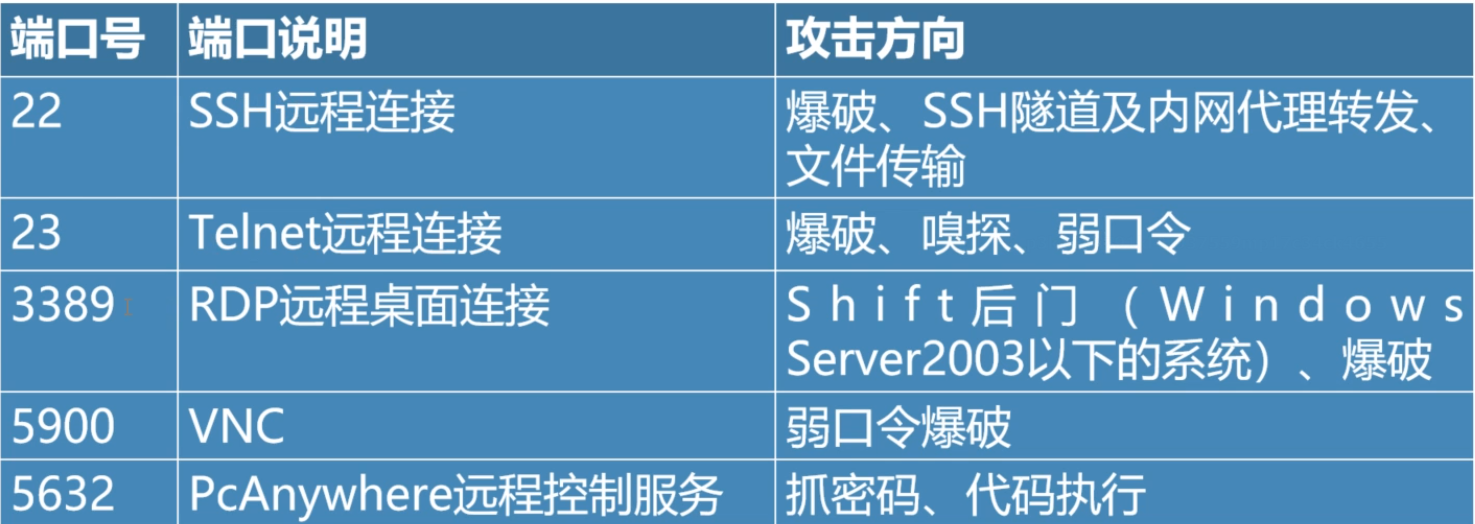 端口号 端口说明 攻击方向
22 SSH远程连接 爆破、SSH隧道及内网代理转发、
文件传输
23 Telnet远程连接 爆破、嗅探、弱口令
3389 RDP远程桌面连接 Shift后门（Windows
Server2003以下的系统）、爆破
5900 VNC 弱口令爆破
5632 PcAnywhere远程控制服务 抓密码、代码执行